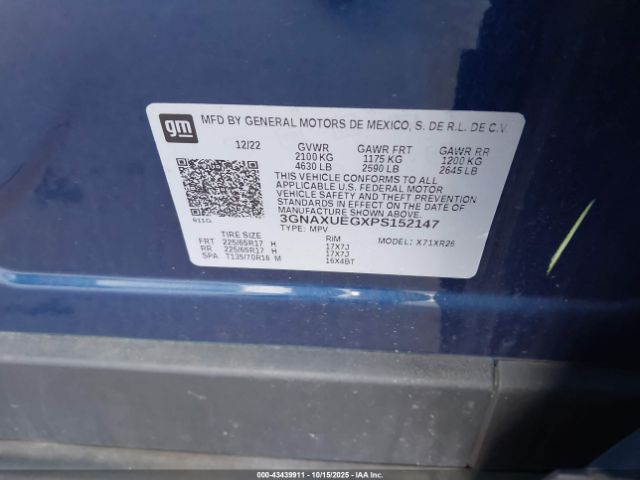 gm
MFD BY GENERAL MOTORS DE MEXICO, S. DE R.L. DE C.V.
12/22 GVWR GAWR FRT GAWR RR
2100 KG 1175 KG 1200 KG
4630 LB 2590 LB 2645 LB
THIS VEHICLE CONFORMS TO ALL
APPLICABLE U.S. FEDERAL MOTOR
VEHICLE SAFETY AND THEFT PREVENTION
STANDARDS IN EFFECT ON THE DATE OF
MANUFACTURE SHOWN ABOVE.
3GNAXUEGXPS152147
611G
TYPE: MPV MODEL: X71XR26
TIRE SIZE RIM
FRT 225/65R17 H 17X7J
RR 225/65R17 H 17X7J
SPA T135/70R16 M 16X4BT
000-43439911 - 10/15/2025 - IAAI.COM